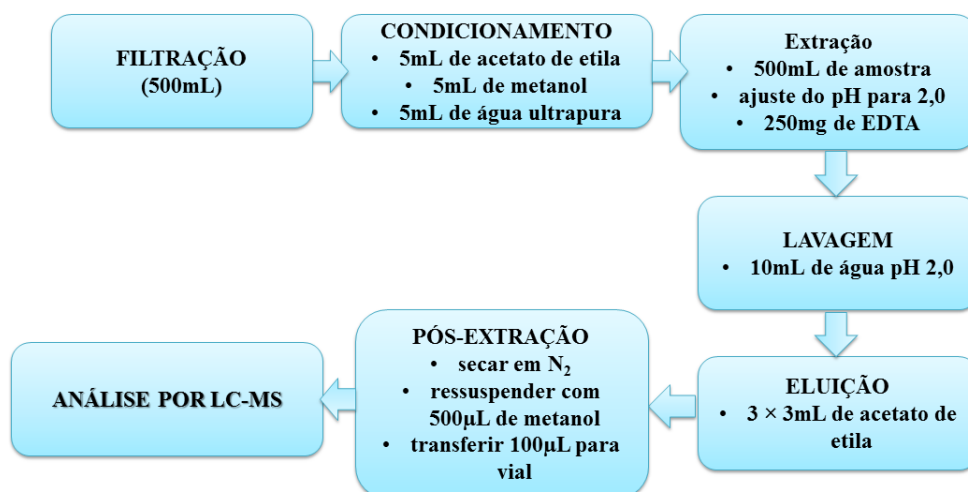 FILTRAÇÃO
(500mL)
CONDICIONAMENTO
• 5mL de acetato de etila
• 5mL de metanol
• 5mL de água ultrapura
Extração
• 500mL de amostra
• ajuste do pH para 2,0
• 250mg de EDTA
LAVAGEM
• 10mL de água pH 2,0
ELUIÇÃO
• 3 × 3mL de acetato de
etila
PÓS-EXTRAÇÃO
• secar em N₂
• ressuspender com
500µL de metanol
• transferir 100µL para
vial
ANÁLISE POR LC-MS